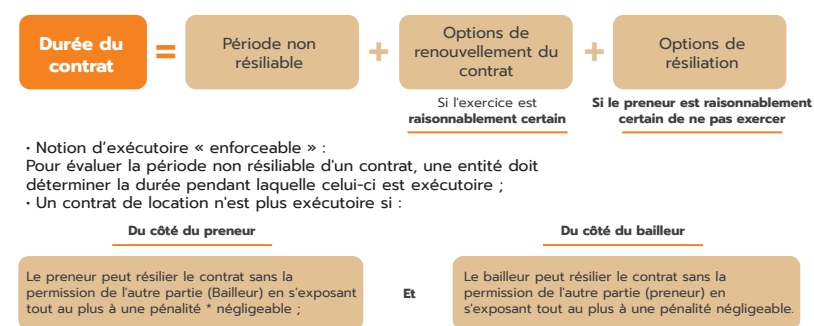 Durée du
contrat
=
Période non
résiliable
+
Options de
renouvellement du
contrat
+
Options de
résiliation
Si l'exercice est
raisonnablement certain
Si le preneur est raisonnablement
certain de ne pas exercer
• Notion d’exécutoire « enforceable » :
Pour évaluer la période non résiliable d'un contrat, une entité doit
déterminer la durée pendant laquelle celui-ci est exécutoire ;
• Un contrat de location n'est plus exécutoire si :
Du côté du preneur
Le preneur peut résilier le contrat sans la
permission de l'autre partie (Bailleur) en s'exposant
tout au plus à une pénalité * négligeable ;
Et
Du côté du bailleur
Le bailleur peut résilier le contrat sans la
permission de l'autre partie (preneur) en
s'exposant tout au plus à une pénalité négligeable.